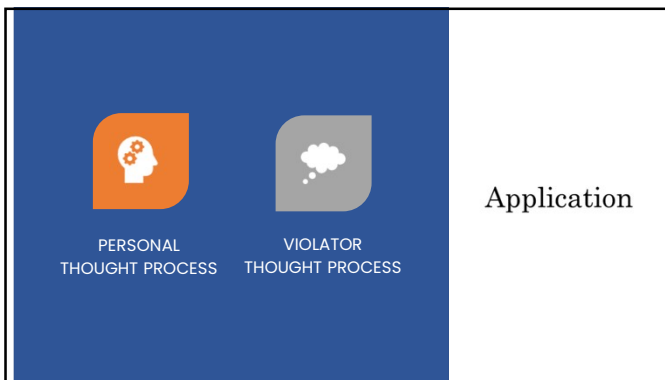 PERSONAL
THOUGHT PROCESS
VIOLATOR
THOUGHT PROCESS
Application